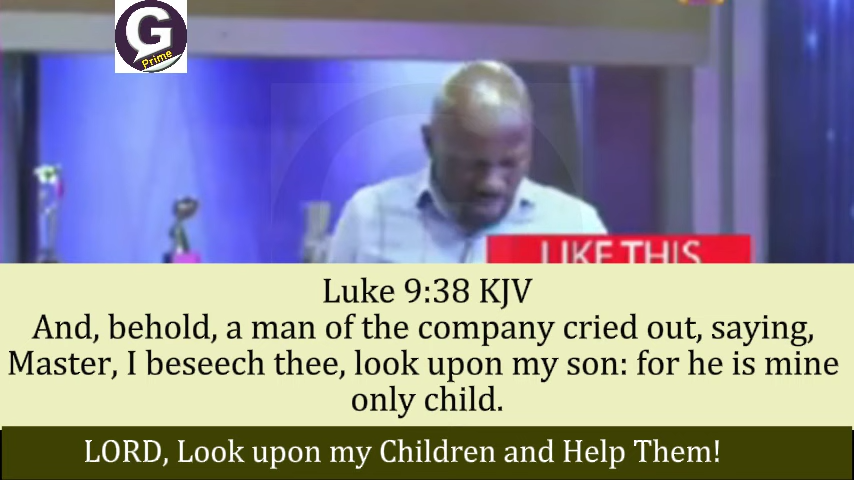 G
Prime
LIKE THIS
Luke 9:38 KJV
And, behold, a man of the company cried out, saying,
Master, I beseech thee, look upon my son: for he is mine
only child.
LORD, Look upon my Children and Help Them!